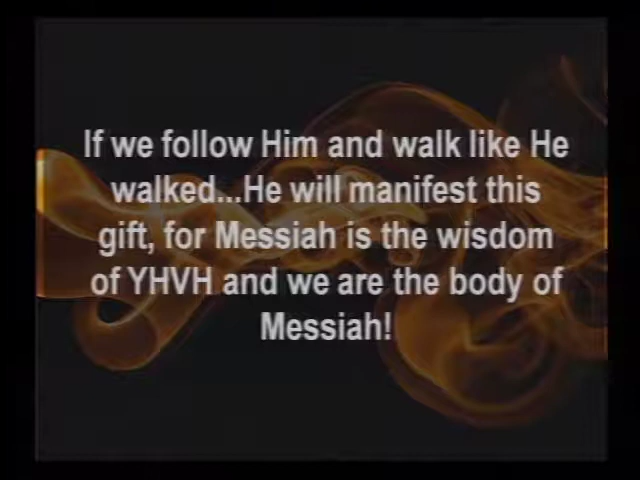 If we follow Him and walk like He
walked...He will manifest this
gift, for Messiah is the wisdom
of YHVH and we are the body of
Messiah!